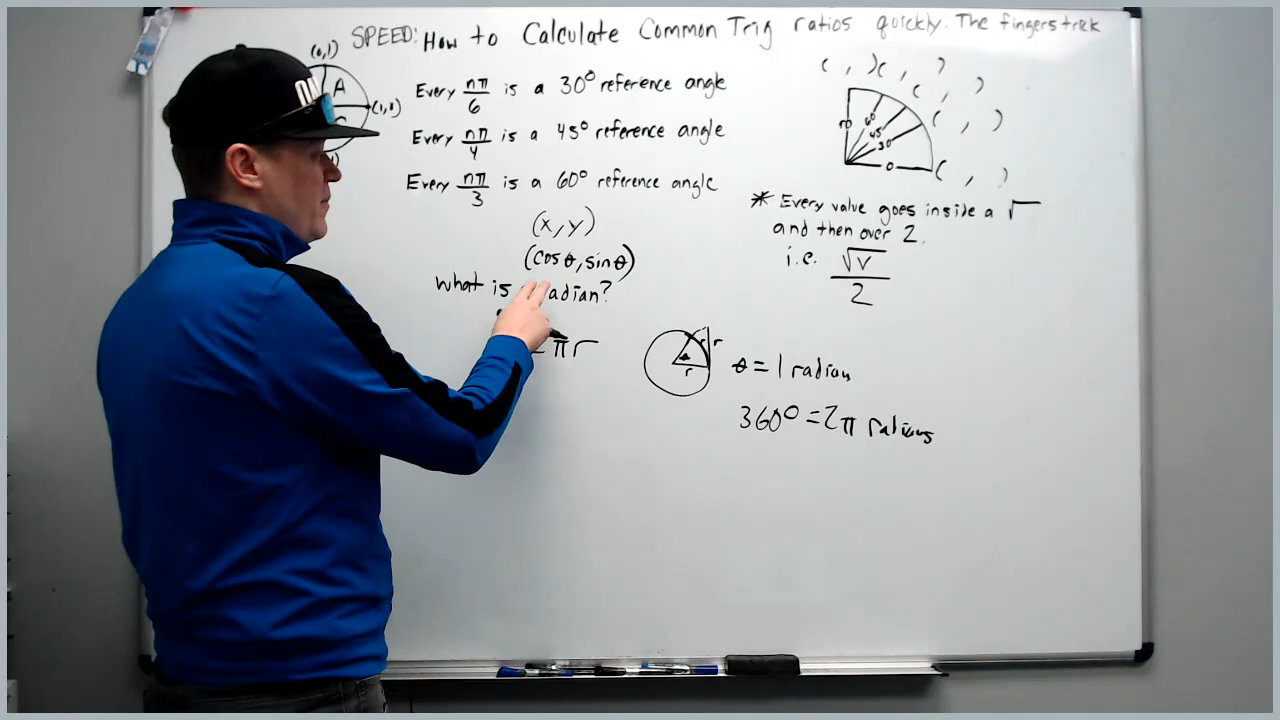 SPEED: How to Calculate Common Trig ratios quickly: The fingers trick
(0,1)
A
Every nπ/6 is a 30° reference angle
Every nπ/4 is a 45° reference angle
Every nπ/3 is a 60° reference angle
(x, y)
(cosθ, sinθ)
what is radian?
πr
( , ) ( , )
( , )
( , )
( , )
60
45
30
0
* Every value goes inside a √
and then over 2.
i.e. √v/2
r
r
r
θ = 1 radian
360° = 2π radians